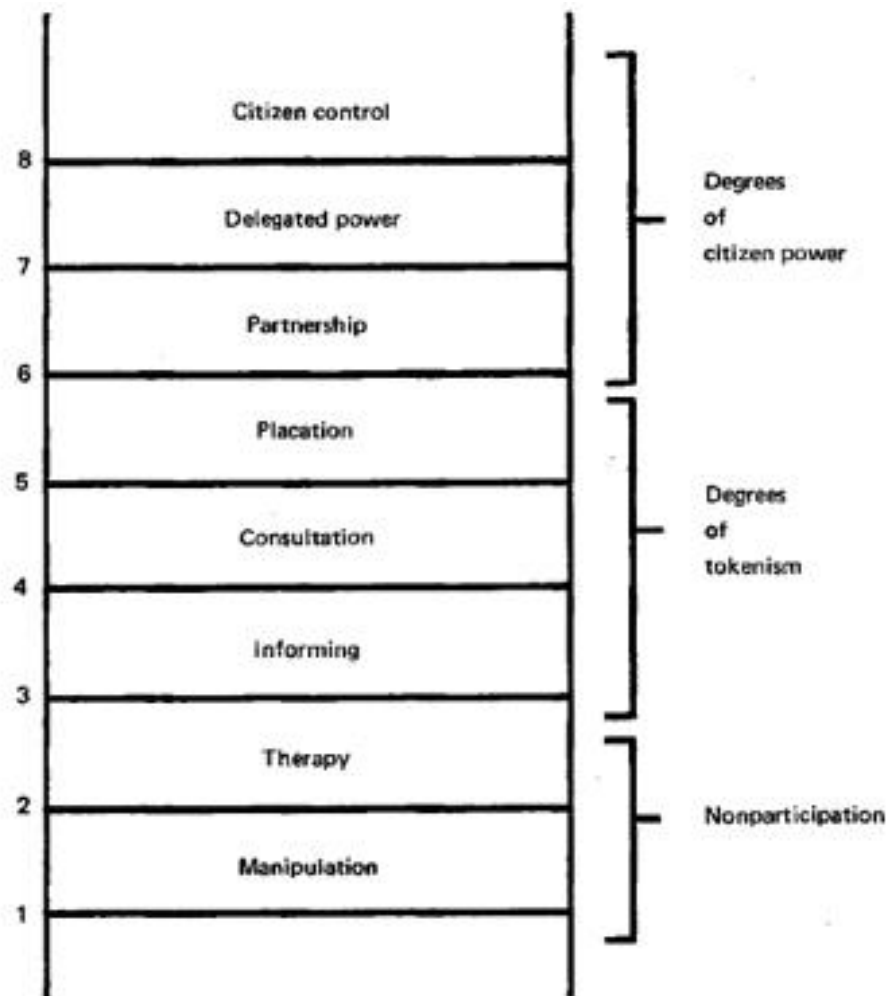 Citizen control
8
Delegated power
7
Partnership
6
Placation
5
Consultation
4
Informing
3
Therapy
2
Manipulation
1
Degrees
of
citizen power
Degrees
of
tokenism
Nonparticipation